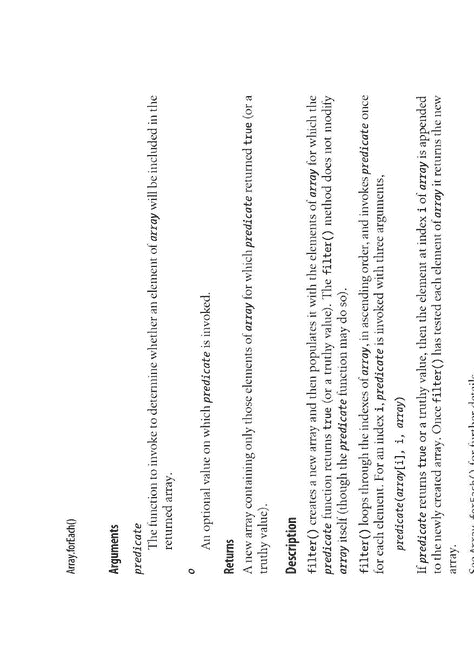 Array.forEach()
Arguments
predicate
The function to invoke to determine whether an element of array will be included in the
returned array.
o
An optional value on which predicate is invoked.
Returns
A new array containing only those elements of array for which predicate returned true (or a
truthy value).
Description
filter() creates a new array and then populates it with the elements of array for which the
predicate function returns true (or a truthy value). The filter() method does not modify
array itself (though the predicate function may do so).
filter() loops through the indexes of array, in ascending order, and invokes predicate once
for each element. For an index i, predicate is invoked with three arguments,
predicate(array[i], i, array)
If predicate returns true or a truthy value, then the element at index i of array is appended
to the newly created array. Once filter() has tested each element of array it returns the new
array.
See Array.forEach() for further details.